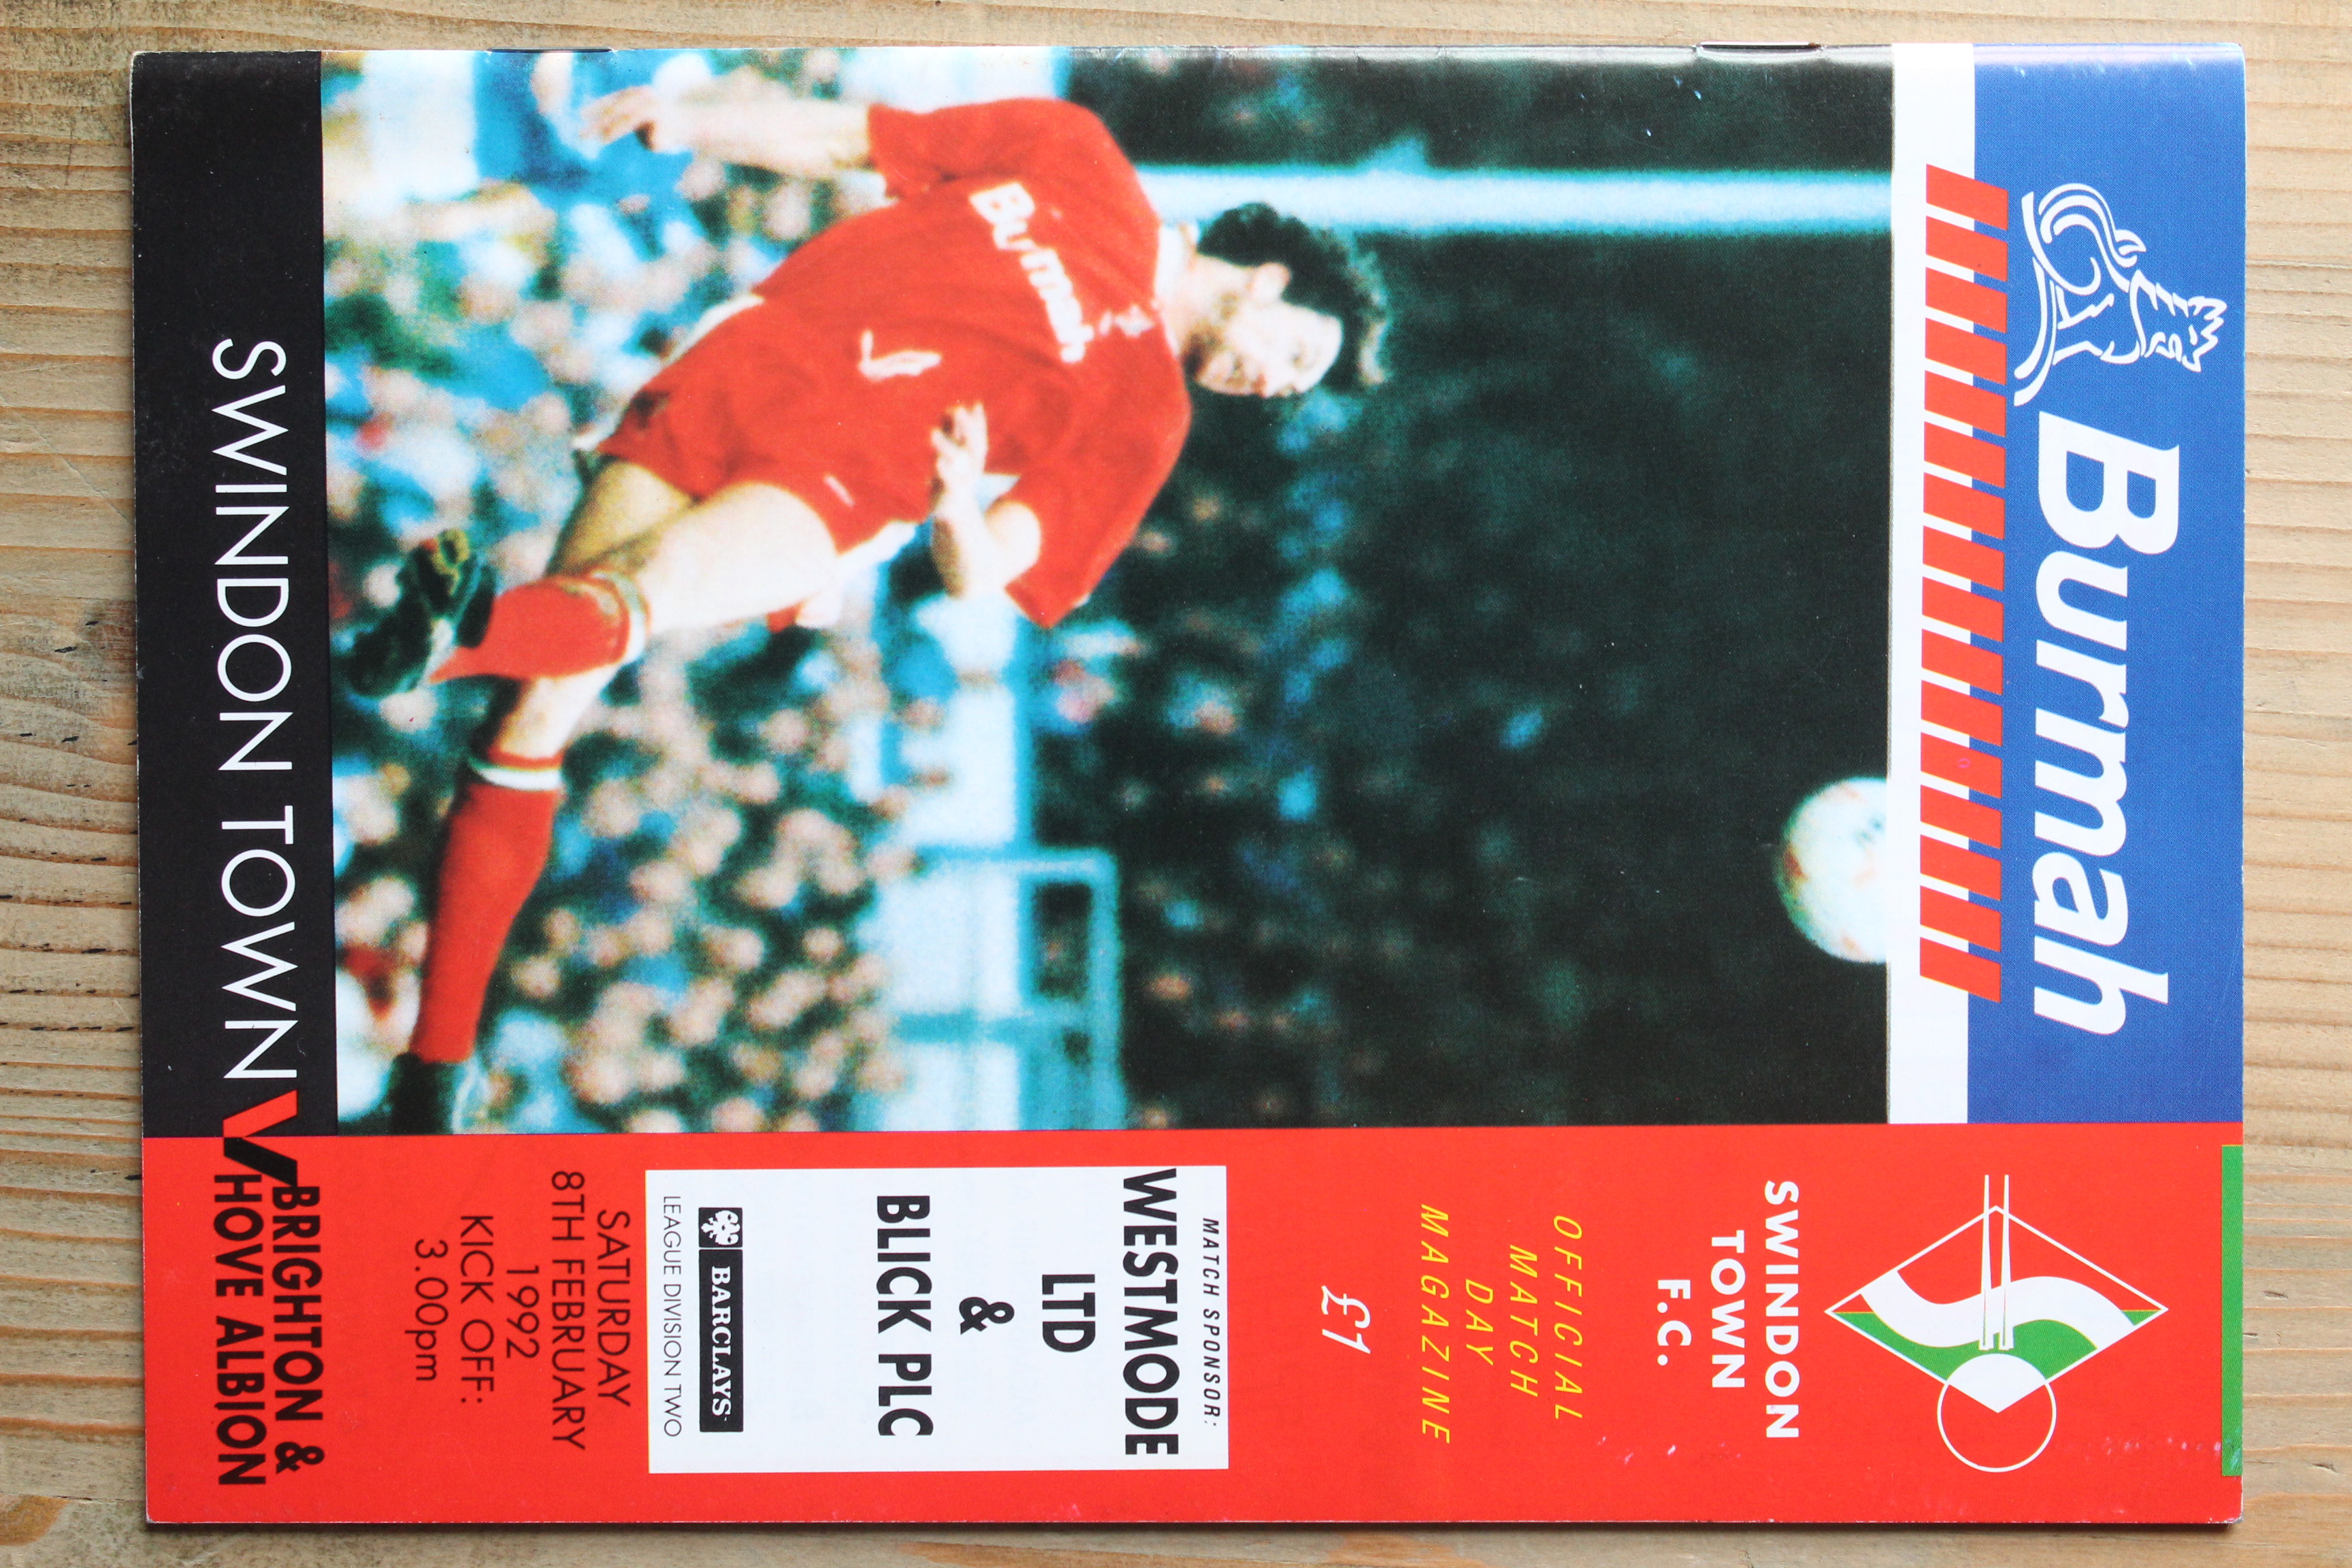 Burmah
Burmah
SWINDON
TOWN
F.C.
OFFICIAL
MATCH
DAY
MAGAZINE
£1
MATCH SPONSOR:
WESTMODE
LTD
&
BLICK PLC
BARCLAYS
LEAGUE DIVISION TWO
SATURDAY
8TH FEBRUARY
1992
KICK OFF:
3.00pm
SWINDON TOWN V BRIGHTON &
HOVE ALBION